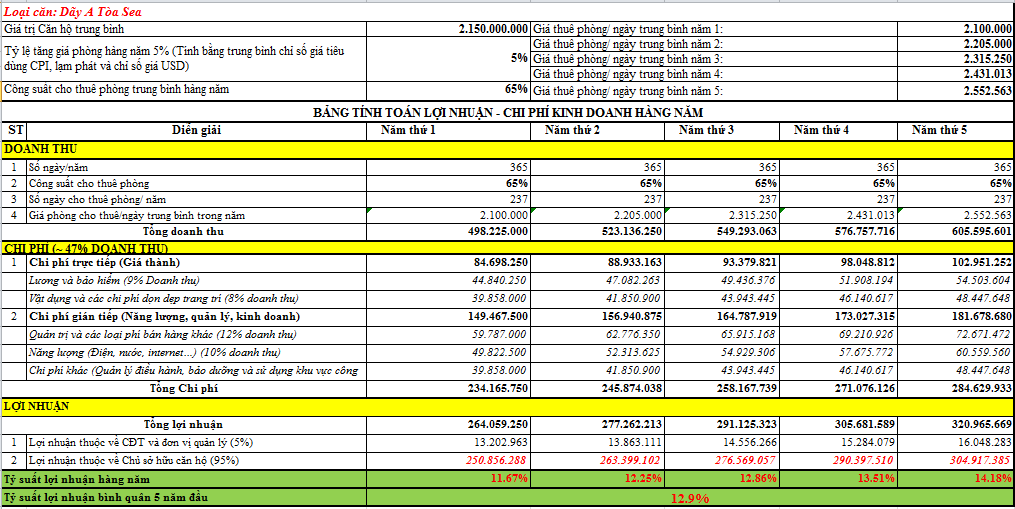 Loại căn: Dãy A Tòa Sea
Giá trị Căn hộ trung bình 2.150.000.000 Giá thuê phòng/ ngày trung bình năm 1: 2.100.000
Tỷ lệ tăng giá phòng hàng năm 5% (Tính bằng trung bình chỉ số giá tiêu dùng CPI, lạm phát và chỉ số giá USD) 5% Giá thuê phòng/ ngày trung bình năm 2: 2.205.000
Giá thuê phòng/ ngày trung bình năm 3: 2.315.250
Giá thuê phòng/ ngày trung bình năm 4: 2.431.013
Công suất cho thuê phòng trung bình hàng năm 65% Giá thuê phòng/ ngày trung bình năm 5: 2.552.563
BẢNG TÍNH TOÁN LỢI NHUẬN - CHI PHÍ KINH DOANH HÀNG NĂM
ST Diễn giải Năm thứ 1 Năm thứ 2 Năm thứ 3 Năm thứ 4 Năm thứ 5
DOANH THU
1 Số ngày/năm 365 365 365 365 365
2 Công suất cho thuê phòng 65% 65% 65% 65% 65%
3 Số ngày cho thuê phòng/ năm 237 237 237 237 237
4 Giá phòng cho thuê/ngày trung bình trong năm 2.100.000 2.205.000 2.315.250 2.431.013 2.552.563
Tổng doanh thu 498.225.000 523.136.250 549.293.063 576.757.716 605.595.601
CHI PHÍ (~ 47% DOANH THU)
1 Chi phí trực tiếp (Giá thành) 84.698.250 88.933.163 93.379.821 98.048.812 102.951.252
Lương và bảo hiểm (9% Doanh thu) 44.840.250 47.082.263 49.436.376 51.908.194 54.503.604
Vật dụng và các chi phí dọn dẹp trang trí (8% doanh thu) 39.858.000 41.850.900 43.943.445 46.140.617 48.447.648
2 Chi phí gián tiếp (Năng lượng, quản lý, kinh doanh) 149.467.500 156.940.875 164.787.919 173.027.315 181.678.680
Quản trị và các loại phí bán hàng khác (12% doanh thu) 59.787.000 62.776.350 65.915.168 69.210.926 72.671.472
Năng lượng (Điện, nước, internet...) (10% doanh thu) 49.822.500 52.313.625 54.929.306 57.675.772 60.559.560
Chi phí khác (Quản lý điều hành, bảo dưỡng và sử dụng khu vực công 39.858.000 41.850.900 43.943.445 46.140.617 48.447.648
Tổng Chi phí 234.165.750 245.874.038 258.167.739 271.076.126 284.629.933
LỢI NHUẬN
Tổng lợi nhuận 264.059.250 277.262.213 291.125.323 305.681.589 320.965.669
1 Lợi nhuận thuộc về CĐT và đơn vị quản lý (5%) 13.202.963 13.863.111 14.556.266 15.284.079 16.048.283
2 Lợi nhuận thuộc về Chủ sở hữu căn hộ (95%) 250.856.288 263.399.102 276.569.057 290.397.510 304.917.385
Tỷ suất lợi nhuận hàng năm 11.67% 12.25% 12.86% 13.51% 14.18%
Tỷ suất lợi nhuận bình quân 5 năm đầu 12.9%